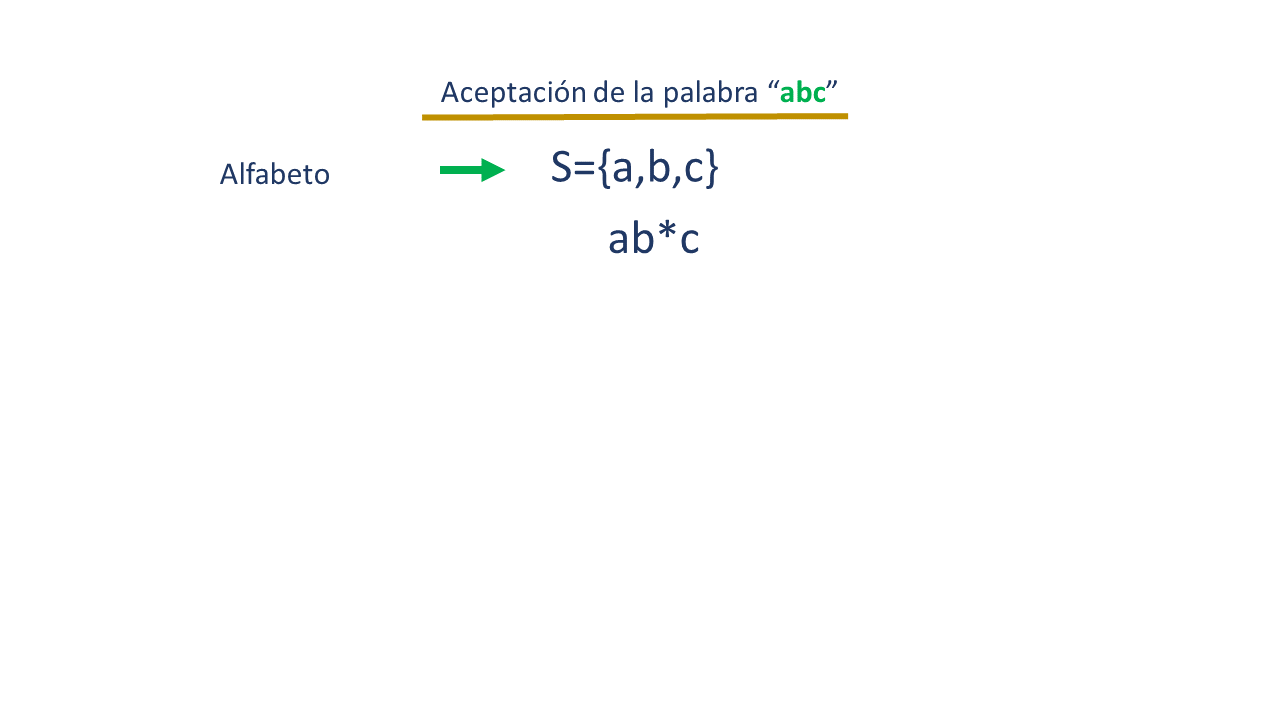 Aceptación de la palabra “abc”
Alfabeto S={a,b,c}
ab*c